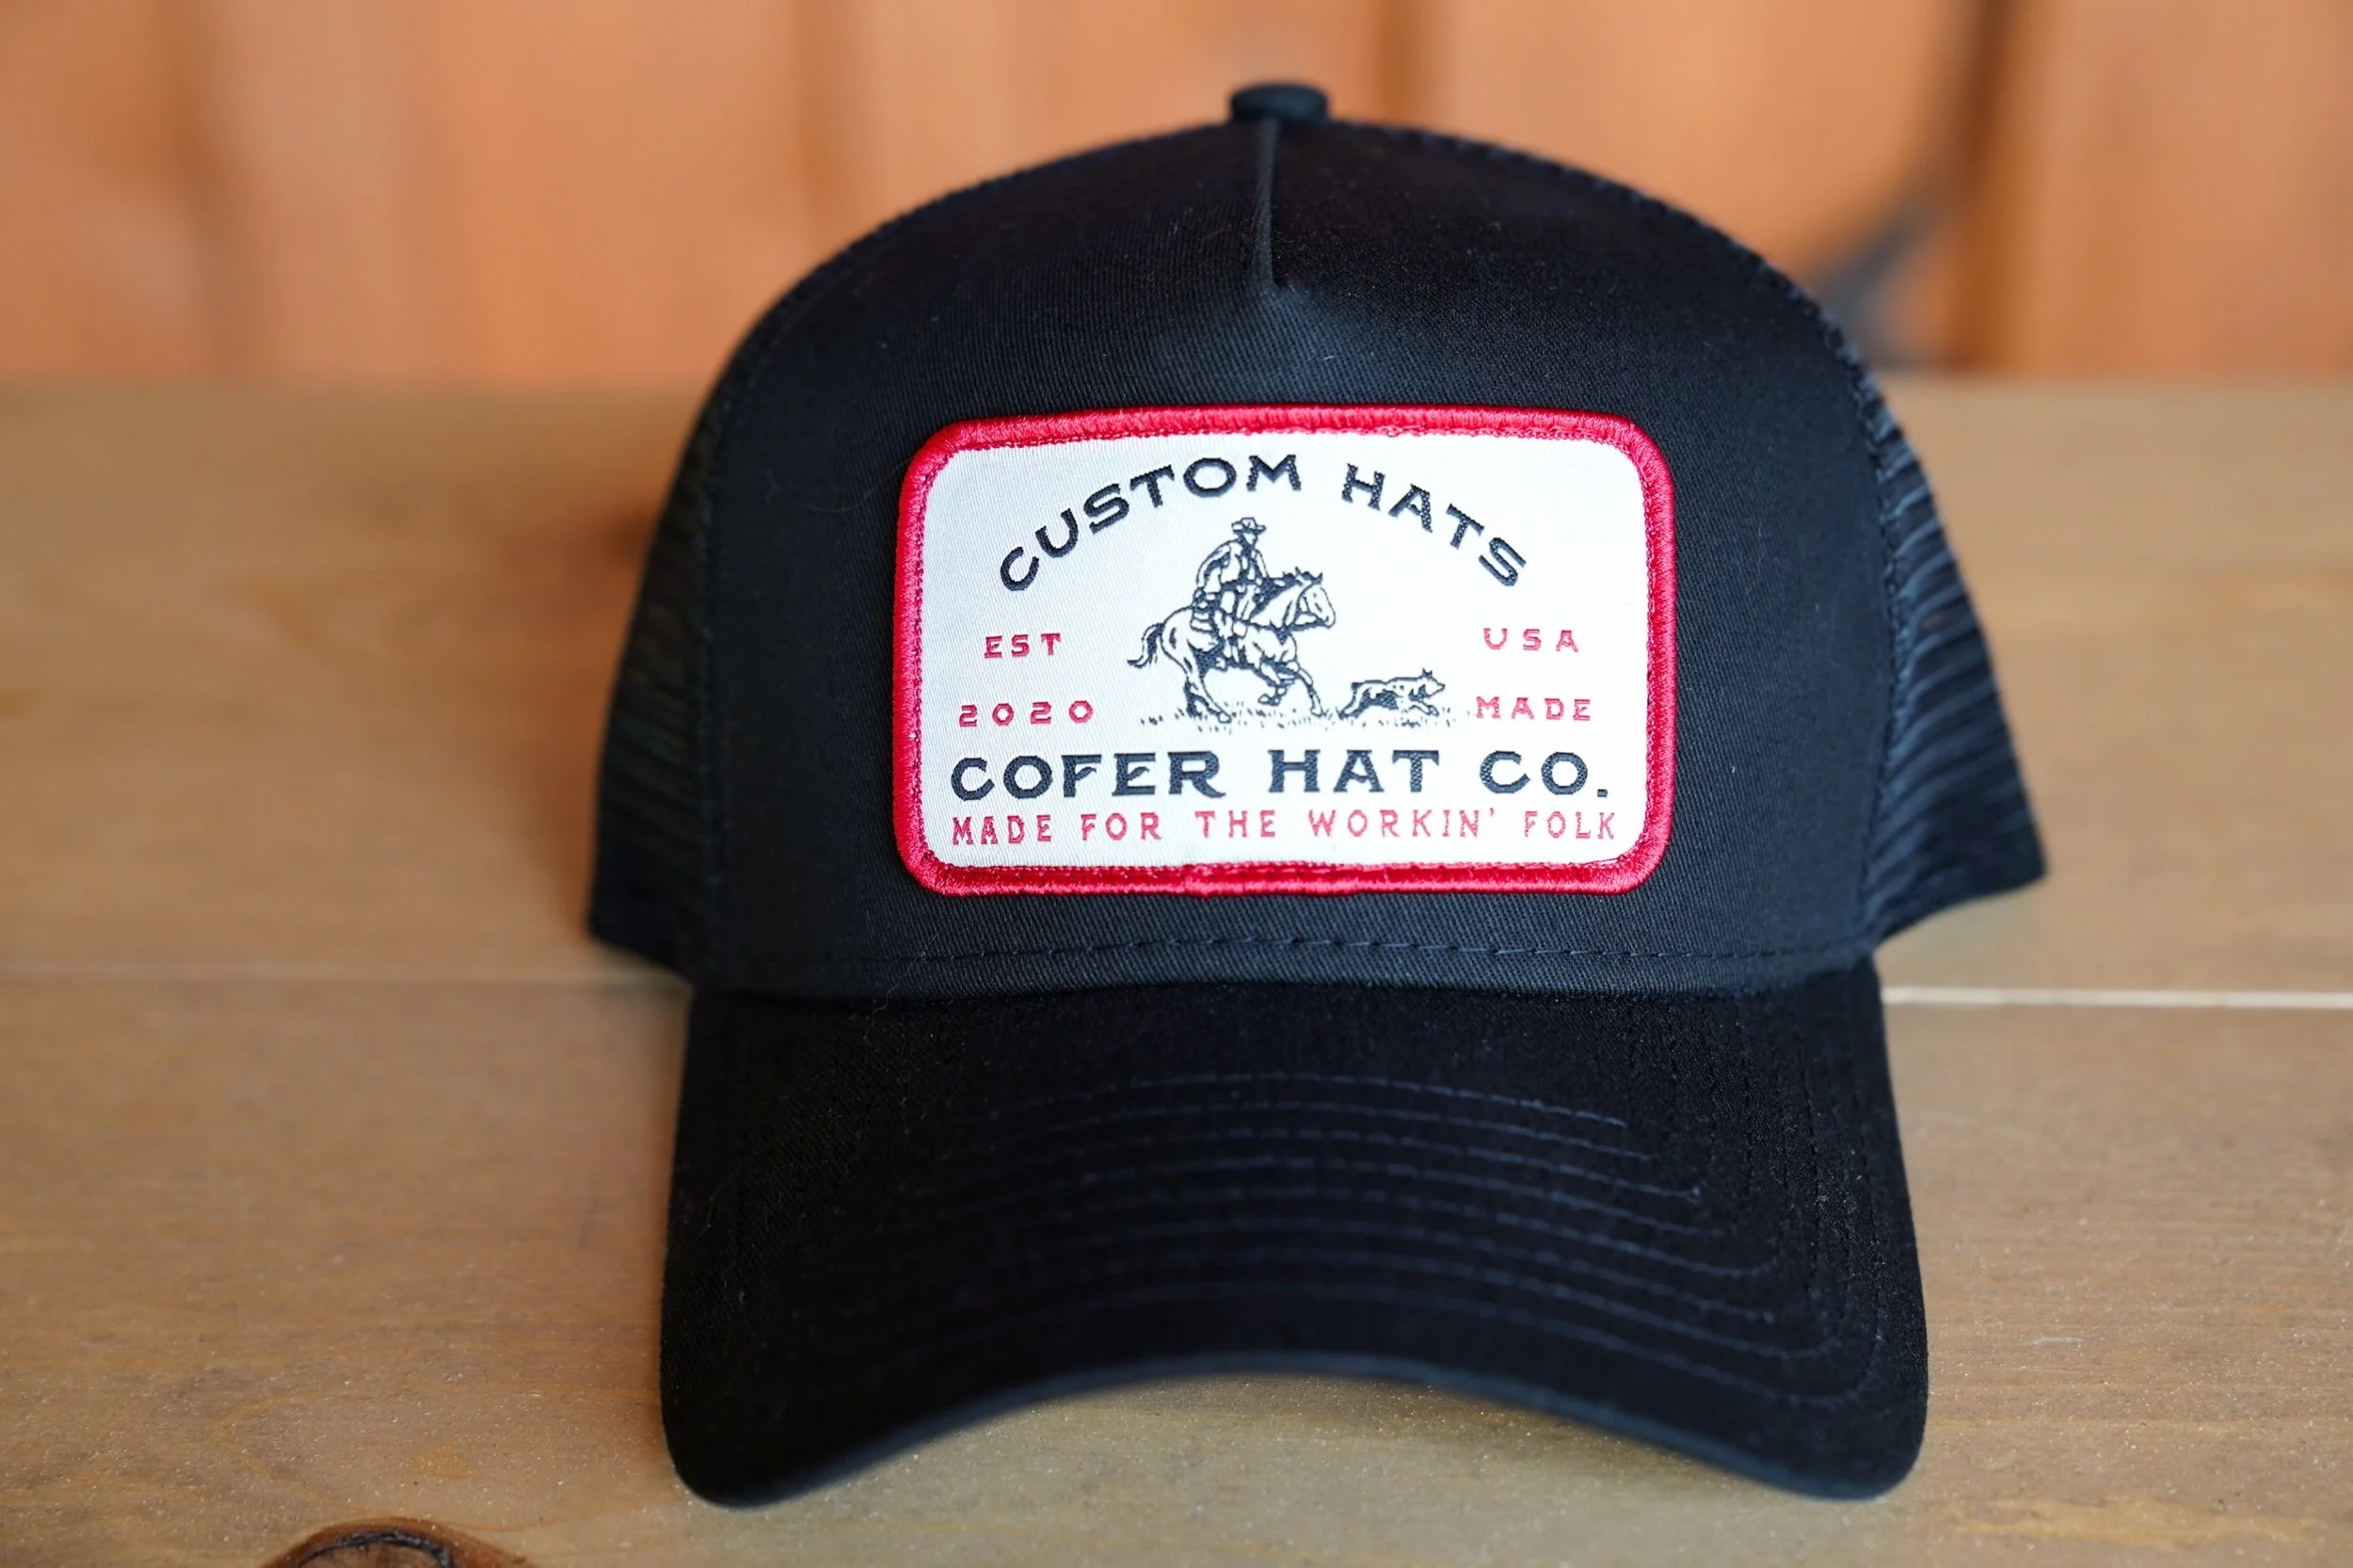 CUSTOM HATS
EST
USA
2020
MADE
COFER HAT CO.
MADE FOR THE WORKIN' FOLK